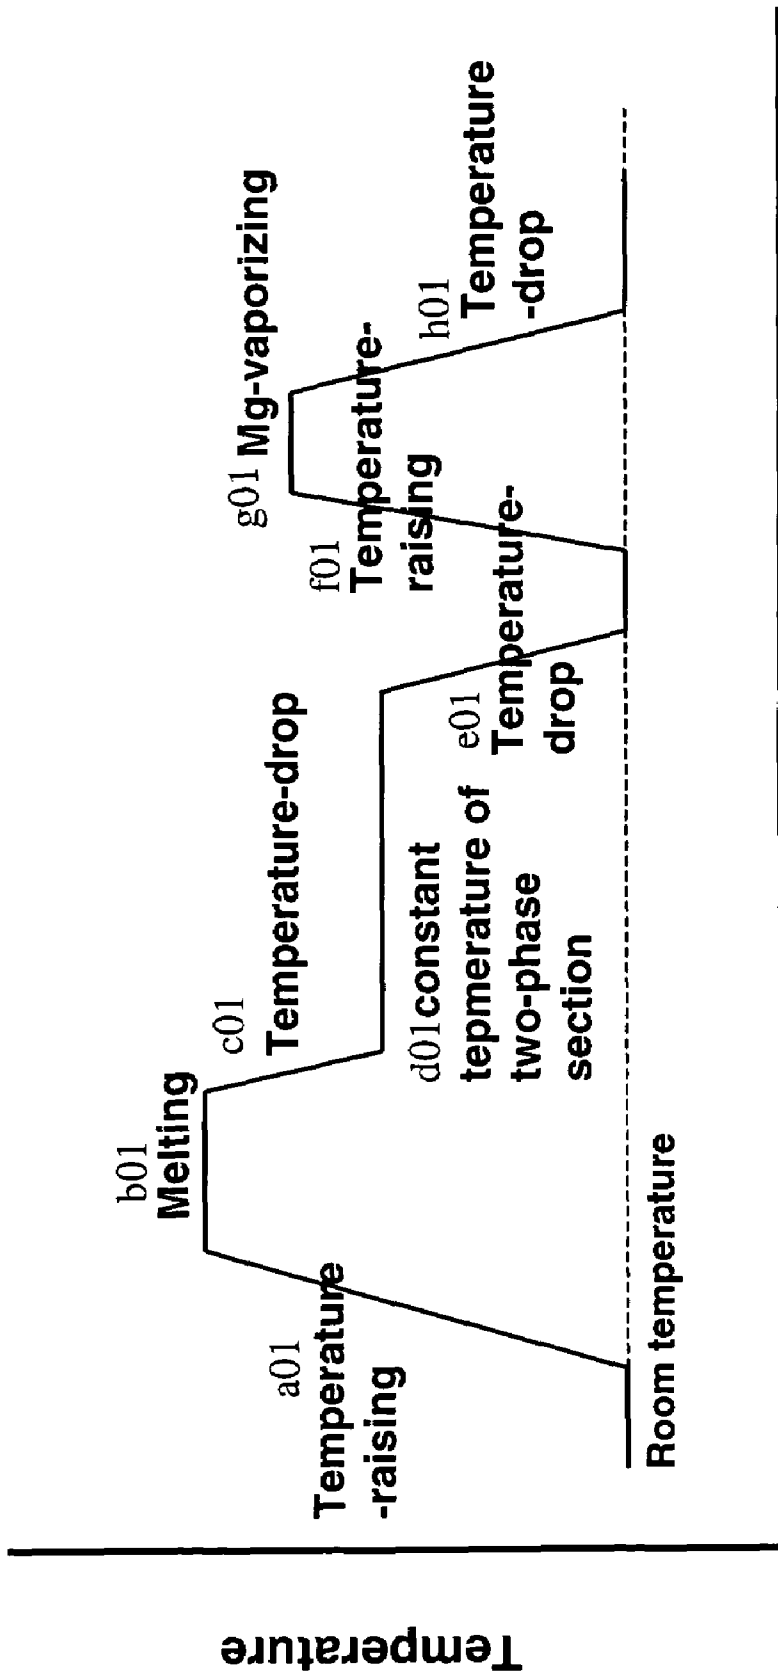 Temperature
a01
Temperature
-raising
b01
Melting
c01
Temperature-drop
d01constant
tepmerature of
two-phase
section
e01
Temperature-
drop
f01
Temperature-
raising
g01 Mg-vaporizing
h01
Temperature
-drop
Room temperature